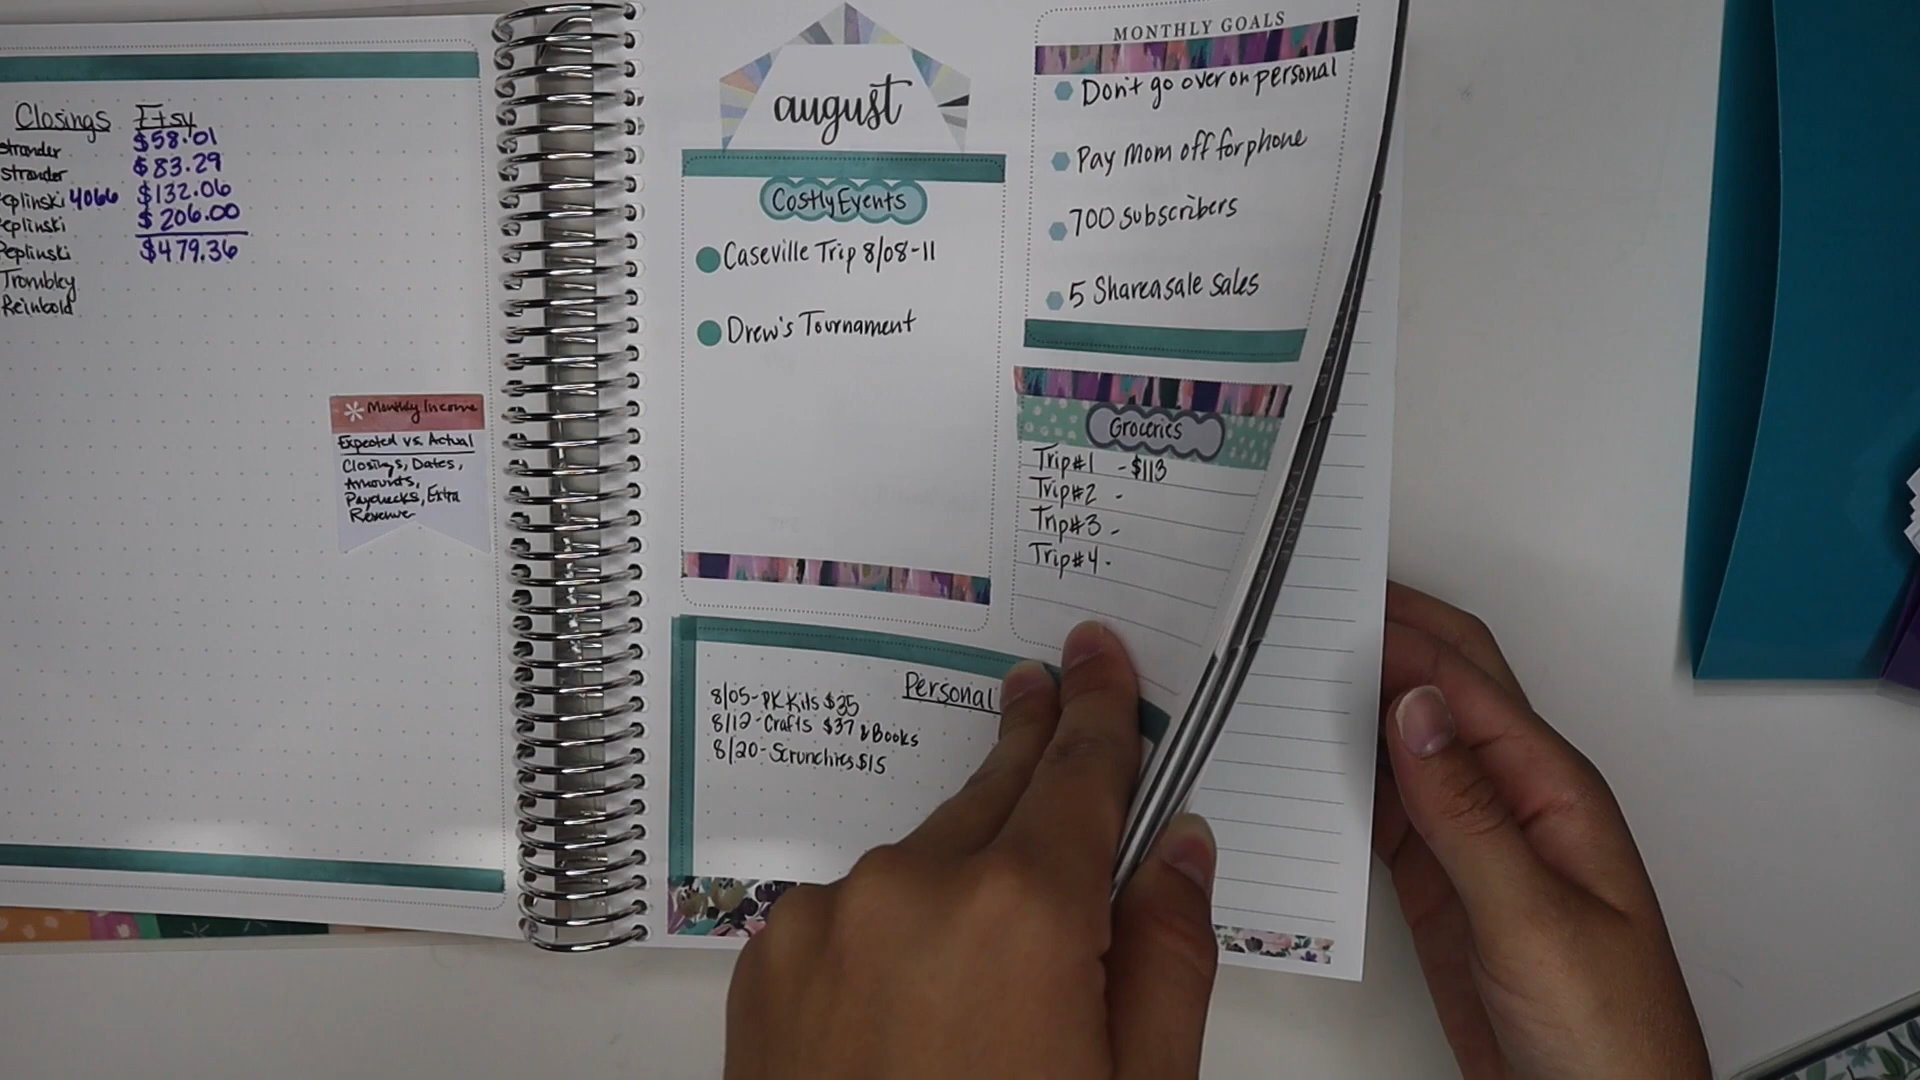 Closings
strander
strander
eplinski 4066
eplinski
Peplinski
Trombley
Reinbold
Etsy
$58.01
$83.29
$132.06
$206.00
$479.36
Monthly Income
Expected vs. Actual
Closings, Dates,
Amounts,
Paychecks, Extra
Revenue
august
Costly Events
Caseville Trip 8/08-11
Drew's Tournament
MONTHLY GOALS
Don't go over on personal
Pay Mom off for phone
700 Subscribers
5 Shareasale sales
Groceries
Trip#1 - $113
Trip#2 -
Trip#3 -
Trip#4 -
Personal
8/05-PK Kits $35
8/12-Crafts $37 & Books
8/20-Scrunchies $15